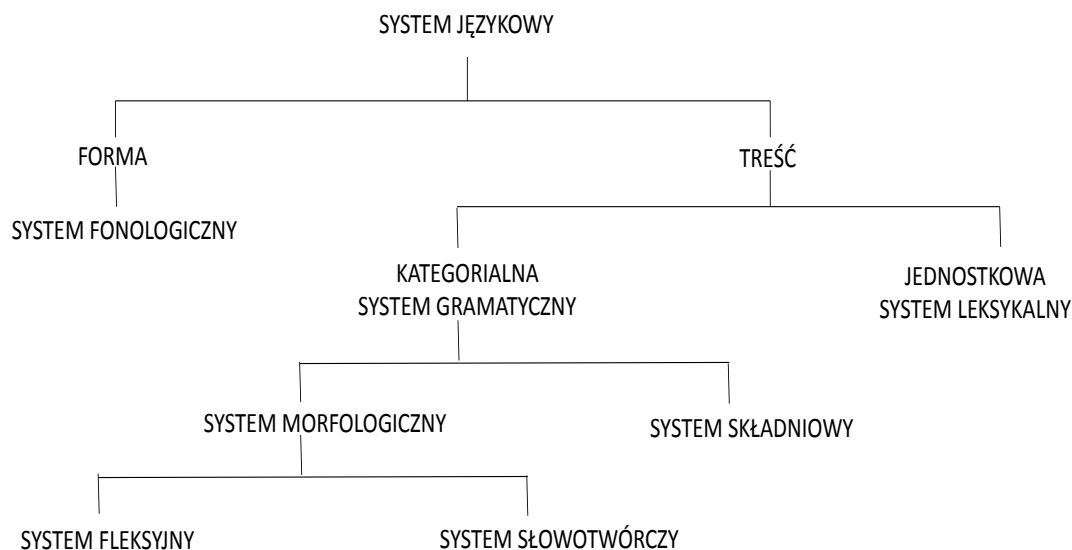 SYSTEM JĘZYKOWY
FORMA
TREŚĆ
SYSTEM FONOLOGICZNY
KATEGORIALNA
SYSTEM GRAMATYCZNY
JEDNOSTKOWA
SYSTEM LEKSYKALNY
SYSTEM MORFOLOGICZNY
SYSTEM SKŁADNIOWY
SYSTEM FLEKSYJNY
SYSTEM SŁOWOTWÓRCZY